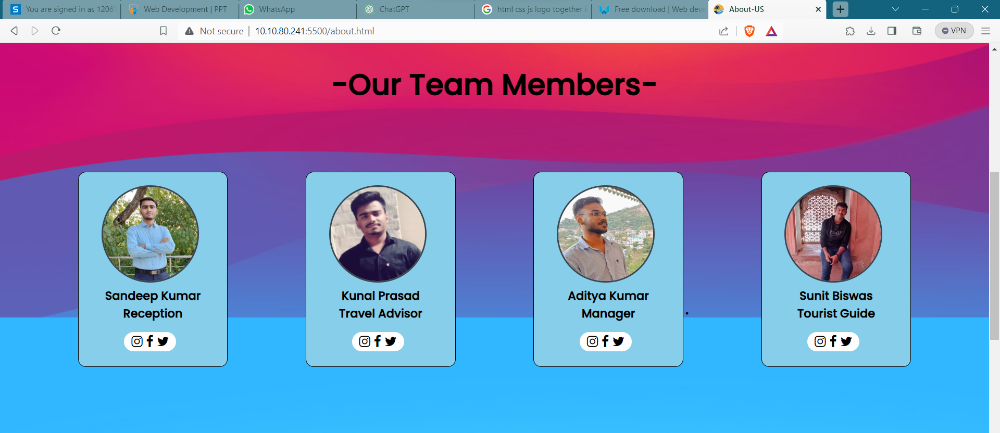 You are signed in as 12061
Web Development | PPT
WhatsApp
ChatGPT
html css js logo together i
Free download | Web deve
About-US
Not secure | 10.10.80.241:5500/about.html
VPN
-Our Team Members-
Sandeep Kumar
Reception
Kunal Prasad
Travel Advisor
Aditya Kumar
Manager
Sunit Biswas
Tourist Guide